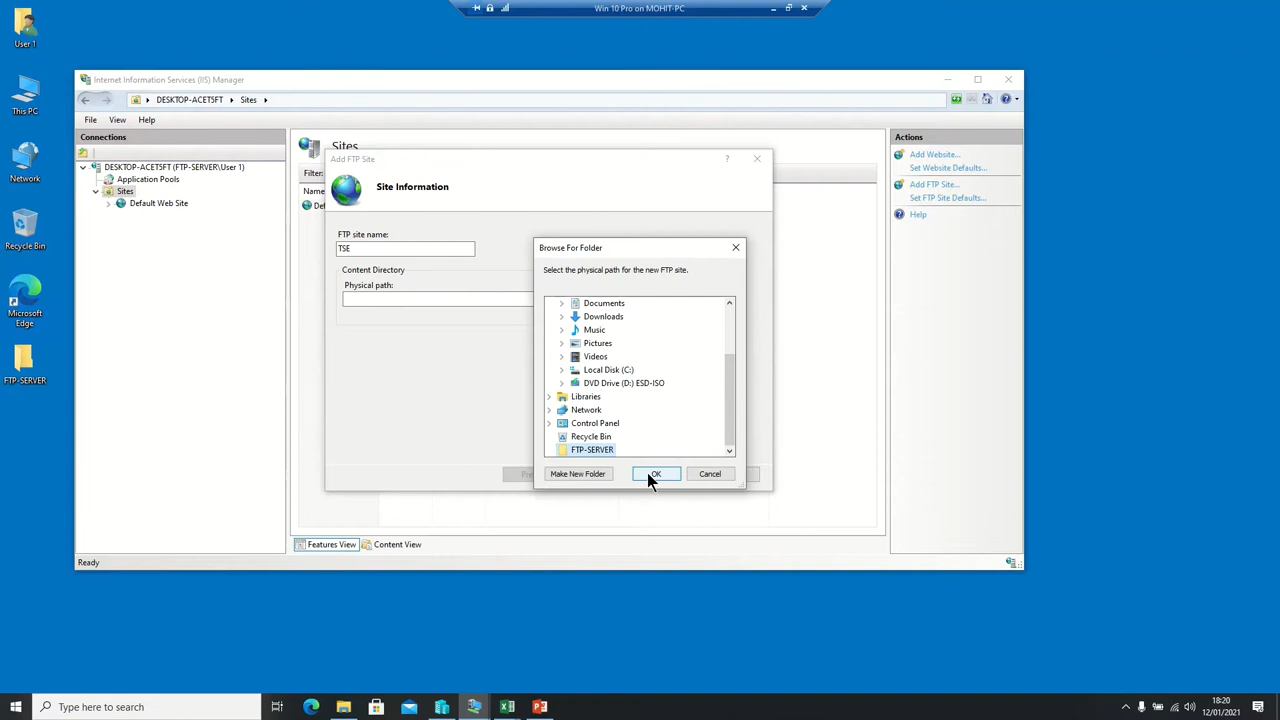 Win 10 Pro on MOHIT-PC
User 1
This PC
Network
Recycle Bin
Microsoft
Edge
FTP-SERVER
Internet Information Services (IIS) Manager
DESKTOP-ACET5FT
Sites
File
View
Help
Connections
DESKTOP-ACET5FT (FTP-SERVER\User 1)
Application Pools
Sites
Default Web Site
Sites
Filter:
Name
Add FTP Site
?
Site Information
FTP site name:
TSE
Content Directory
Physical path:
Browse For Folder
Select the physical path for the new FTP site.
Documents
Downloads
Music
Pictures
Videos
Local Disk (C:)
DVD Drive (D:) ESD-ISO
Libraries
Network
Control Panel
Recycle Bin
FTP-SERVER
Make New Folder
OK
Cancel
Actions
Add Website...
Set Website Defaults...
Add FTP Site...
Set FTP Site Defaults...
Help
Features View
Content View
Ready
Type here to search
18:20
12/01/2021